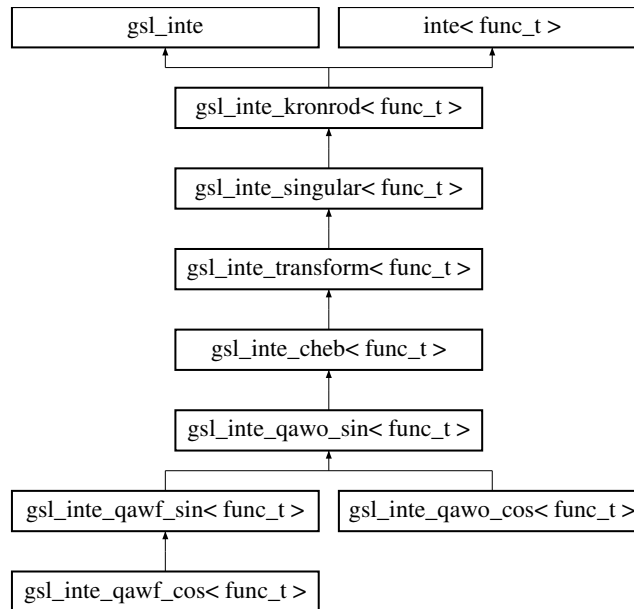 gsl_inte
inte< func_t >
gsl_inte_kronrod< func_t >
gsl_inte_singular< func_t >
gsl_inte_transform< func_t >
gsl_inte_cheb< func_t >
gsl_inte_qawo_sin< func_t >
gsl_inte_qawf_sin< func_t >
gsl_inte_qawo_cos< func_t >
gsl_inte_qawf_cos< func_t >